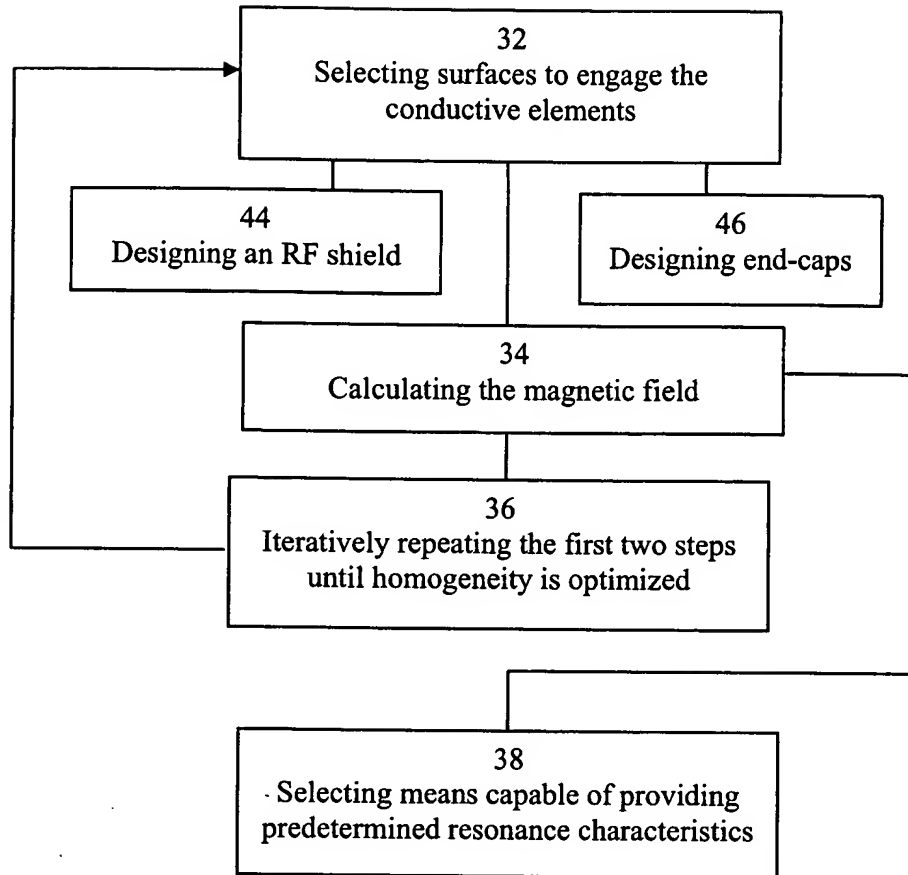 32
Selecting surfaces to engage the
conductive elements
44
Designing an RF shield
46
Designing end-caps
34
Calculating the magnetic field
36
Iteratively repeating the first two steps
until homogeneity is optimized
38
Selecting means capable of providing
predetermined resonance characteristics